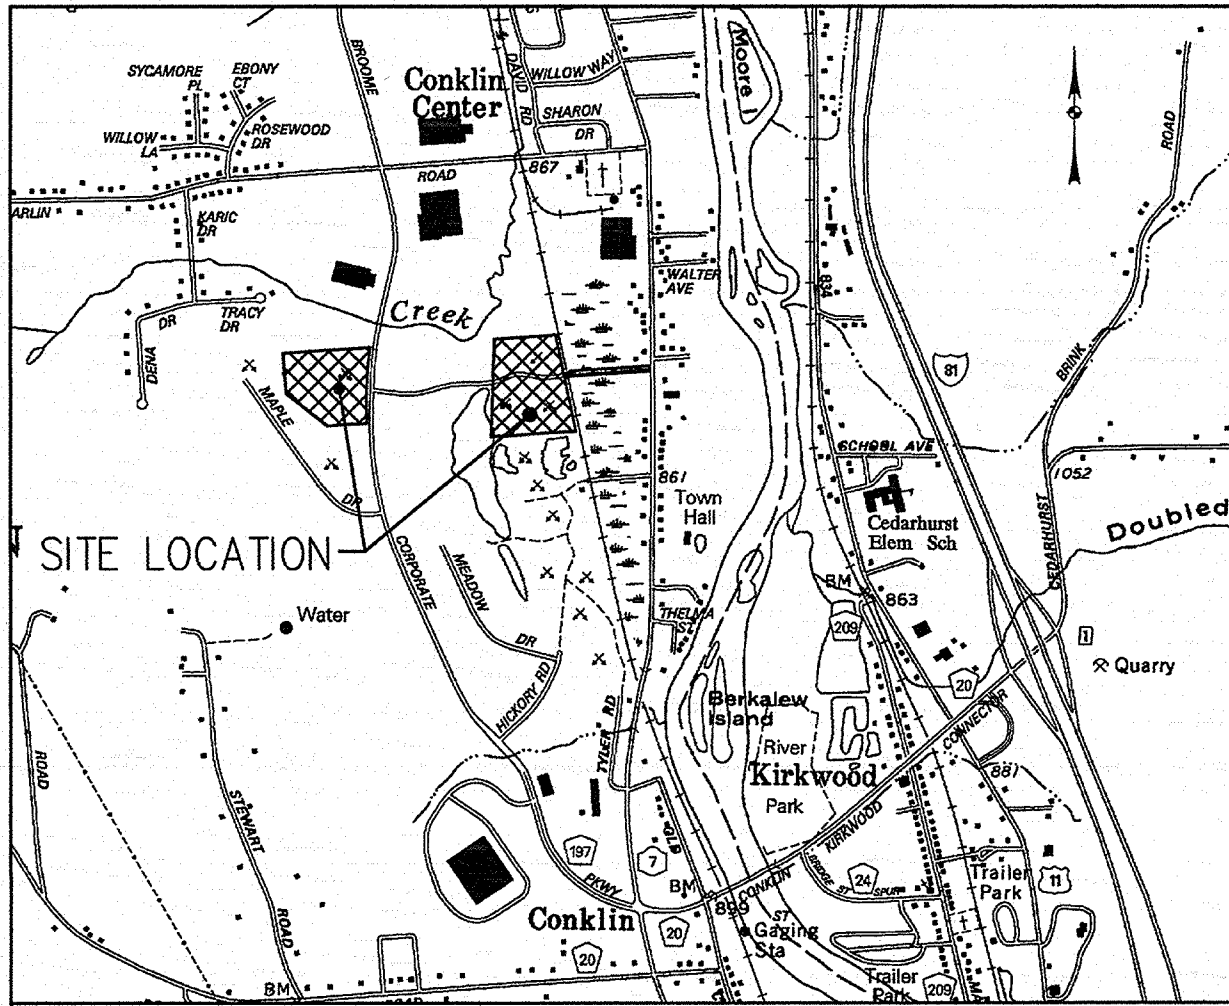 SYCAMORE
PL
EBONY
CT
WILLOW
LA
ROSEWOOD
DR
BROOME
Conklin
Center
DAVID RD
WILLOW WAY
SHARON
DR
Moore I
ROAD
867
ARLIN
ROAD
KARIC
DR
WALTER
AVE
834
Creek
TRACY
DR
DENA
DR
MAPLE
DR
81
BRINK
SCHOOL AVE
1052
861
Town
Hall
Cedarhurst
Elem Sch
CEDARHURST
Doubled
SITE LOCATION
CORPORATE
MEADOW
DR
BM
863
209
THELMA
ST
Water
HICKORY RD
TYLER RD
20
1
Quarry
Berkalew
Island
River
Park
Kirkwood
CONNECTOR
881
KIRKWOOD
ROAD
STEWART
ROAD
197
PKWY
7
OLD
BM
CONKLIN
BRIDGE ST
SPUR
24
Trailer
Park
11
Conklin
899
20
20
ST
Gaging
Sta
BM
Trailer
Park
209